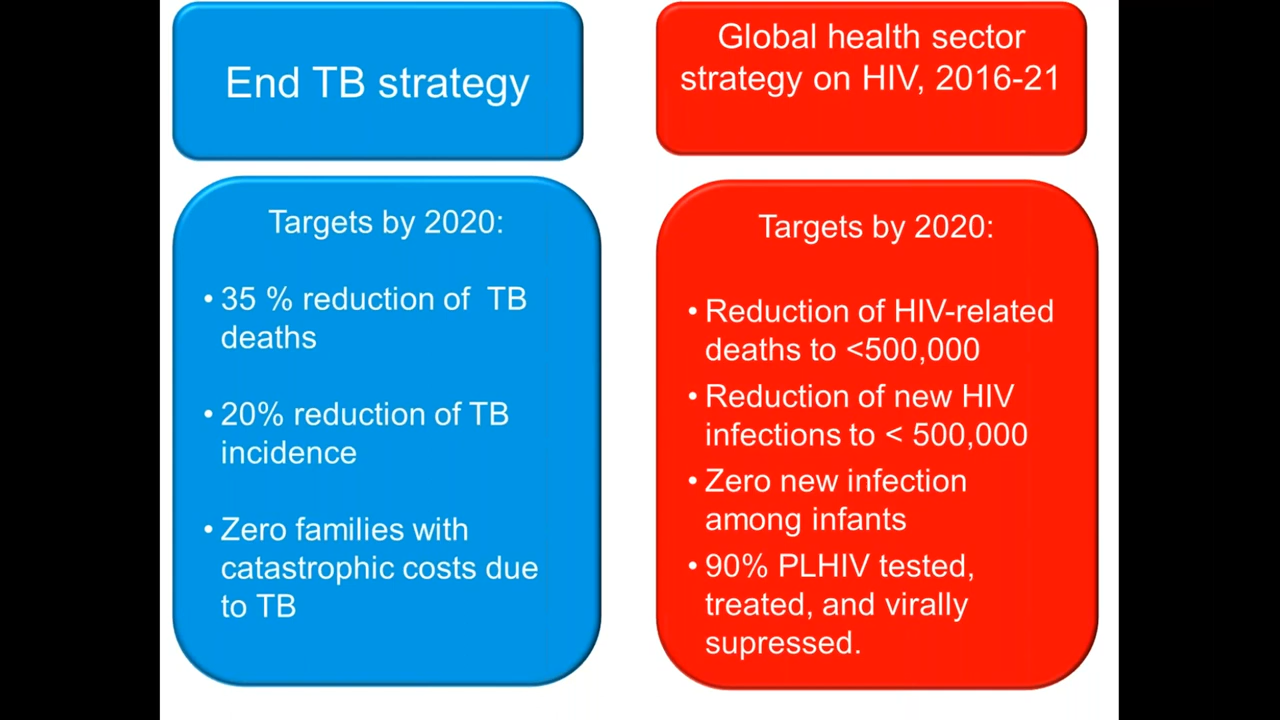 End TB strategy
Global health sector
strategy on HIV, 2016-21
Targets by 2020:
• 35 % reduction of TB
deaths
• 20% reduction of TB
incidence
• Zero families with
catastrophic costs due
to TB
Targets by 2020:
• Reduction of HIV-related
deaths to <500,000
• Reduction of new HIV
infections to < 500,000
• Zero new infection
among infants
• 90% PLHIV tested,
treated, and virally
supressed.